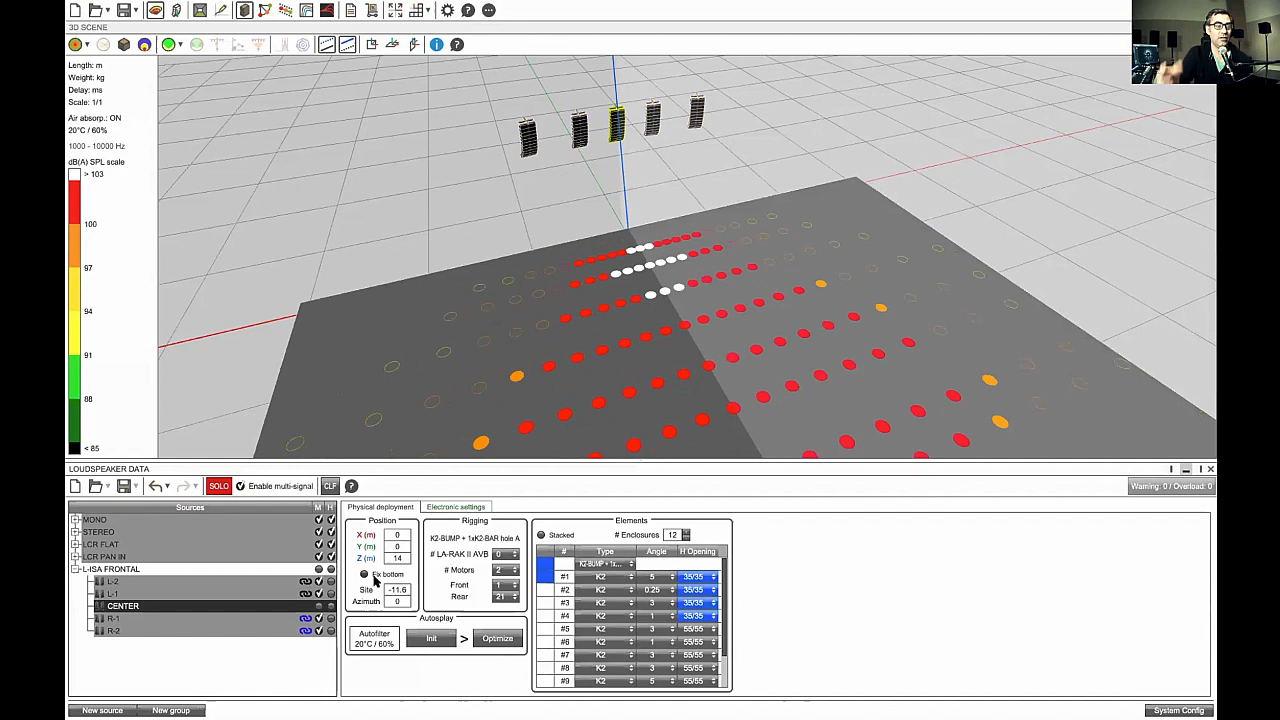 3D SCENE
Length: m
Weight: kg
Delay: ms
Scale: 1/1
Air absorp.: ON
20°C / 60%
1000 - 10000 Hz
dB(A) SPL scale
> 103
100
97
94
91
88
< 85
LOUDSPEAKER DATA
SOLO Enable multi-signal CLF
Warning: 0 / Overload: 0
Sources M H
MONO
STEREO
LCR FLAT
LCR PAN IN
L-ISA FRONTAL
L-2
L-1
CENTER
R-1
R-2
New source New group
Physical deployment Electronic settings
Position
X (m) 0
Y (m) 0
Z (m) 14
Fix bottom
Site -11.6
Azimuth 0
Rigging
K2-BUMP + 1xK2-BAR hole A
# LA-RAK II AVB 0
# Motors 2
Front 1
Rear 21
Autosplay
Autofilter
20°C / 60%
Init > Optimize
Elements
Stacked # Enclosures 12
# Type Angle H Opening
K2-BUMP + 1x...
#1 K2 5 35/35
#2 K2 0.25 35/35
#3 K2 3 35/35
#4 K2 1 35/35
#5 K2 3 55/55
#6 K2 1 55/55
#7 K2 3 55/55
#8 K2 3 55/55
#9 K2 5 55/55
System Config